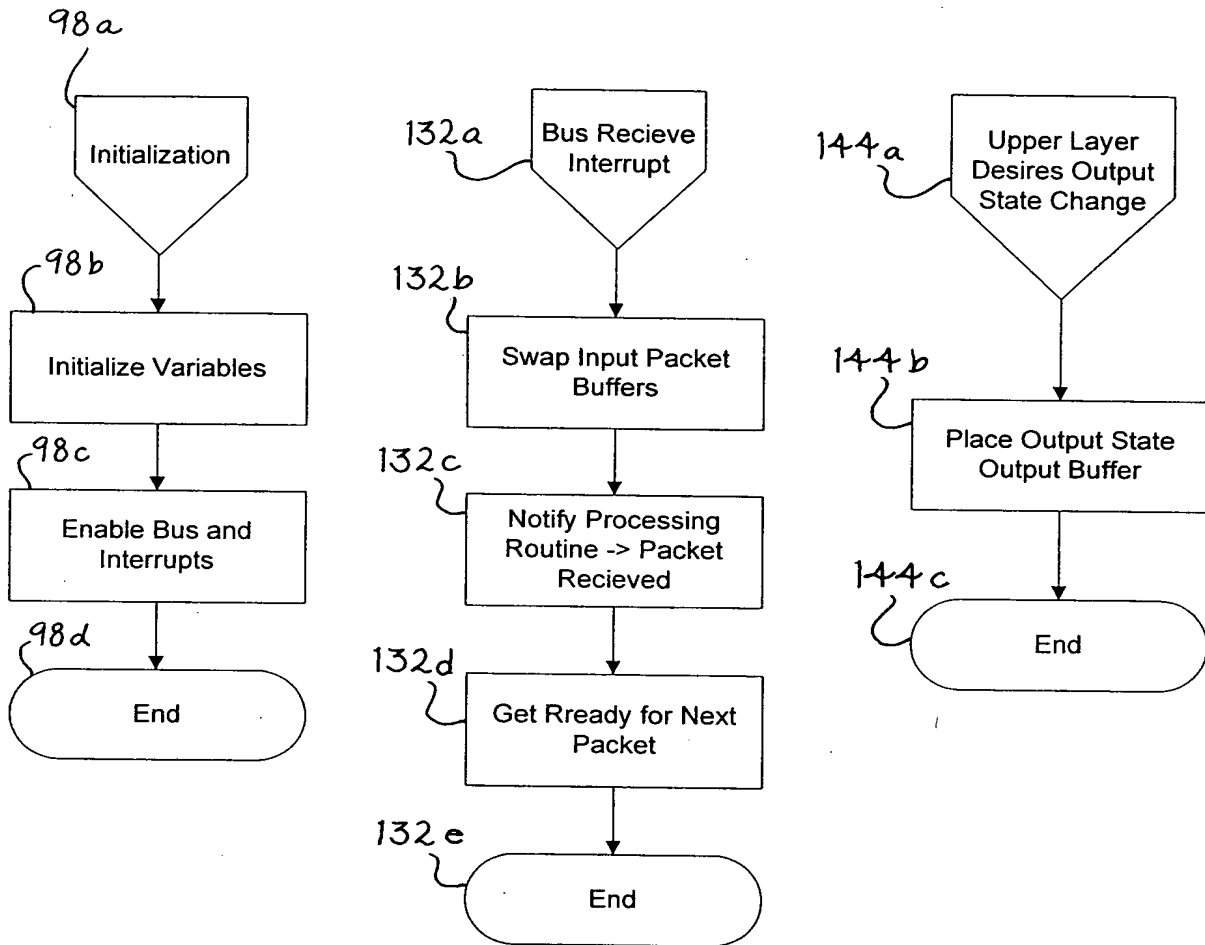 98a
Initialization
98b
Initialize Variables
98c
Enable Bus and
Interrupts
98d
End
132a
Bus Recieve
Interrupt
132b
Swap Input Packet
Buffers
132c
Notify Processing
Routine -> Packet
Recieved
132d
Get Rready for Next
Packet
132e
End
144a
Upper Layer
Desires Output
State Change
144b
Place Output State
Output Buffer
144c
End